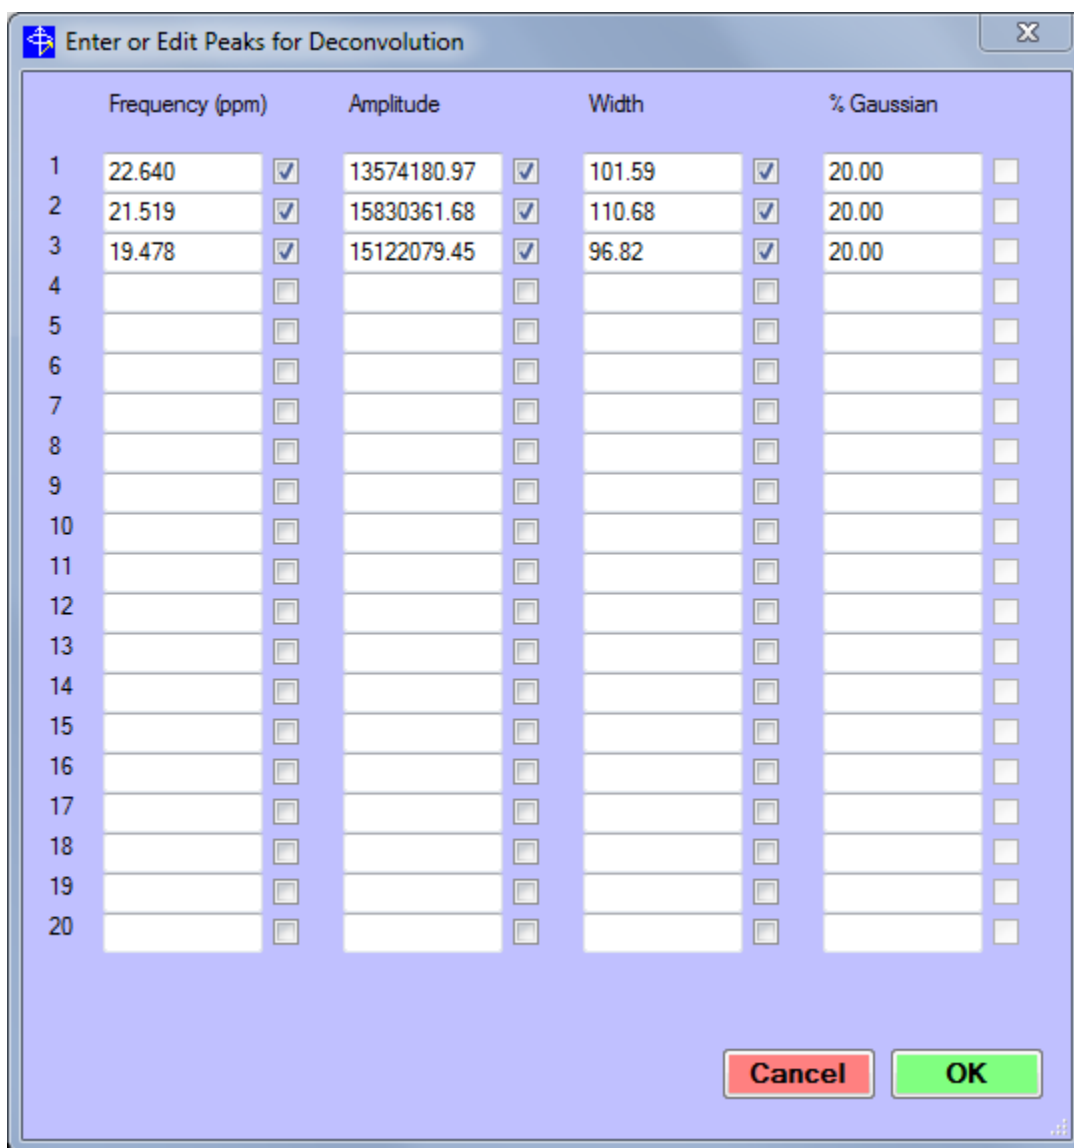 Enter or Edit Peaks for Deconvolution
Frequency (ppm) Amplitude Width % Gaussian
1 22.640 13574180.97 101.59 20.00
2 21.519 15830361.68 110.68 20.00
3 19.478 15122079.45 96.82 20.00
4
5
6
7
8
9
10
11
12
13
14
15
16
17
18
19
20
Cancel OK